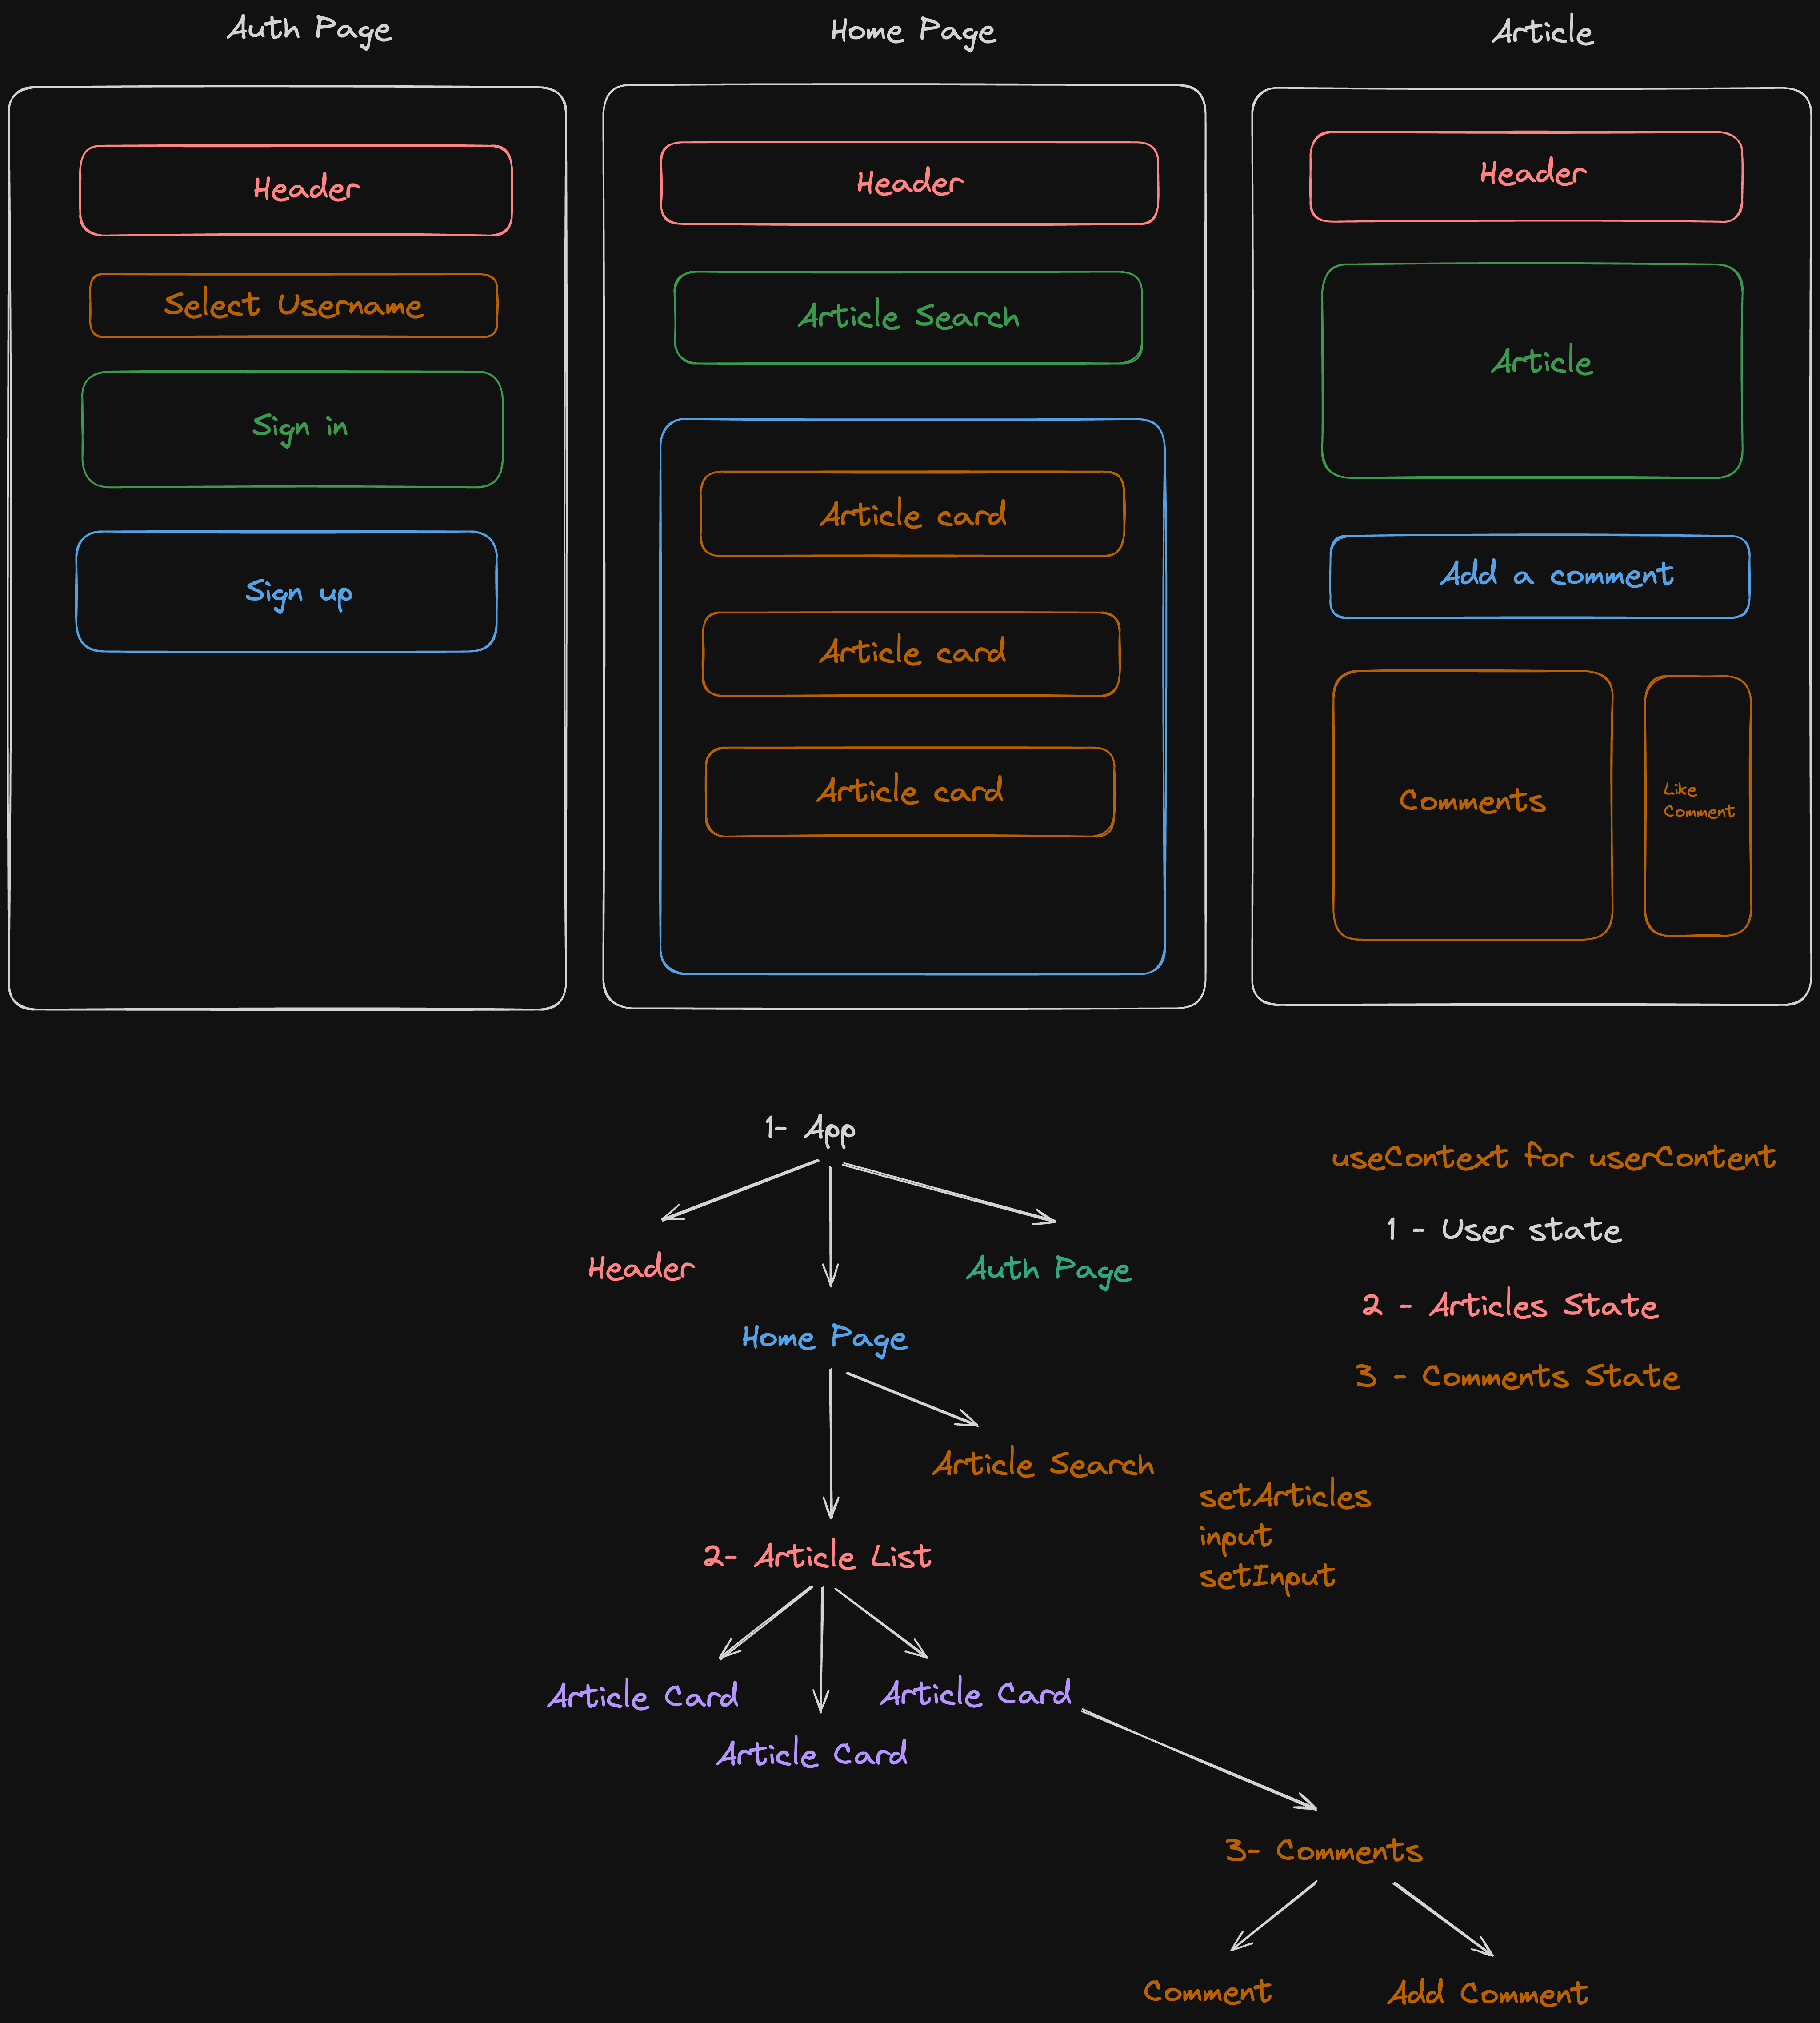 Auth Page
Home Page
Article
Header
Select Username
Sign in
Sign up
Header
Article Search
Article card
Article card
Article card
Header
Article
Add a comment
Comments
Like
Comment
1- App
Header
Auth Page
Home Page
Article Search
setArticles
input
setInput
2- Article List
Article Card
Article Card
Article Card
3- Comments
Comment
Add Comment
useContext for userContent
1 - User state
2 - Articles State
3 - Comments State